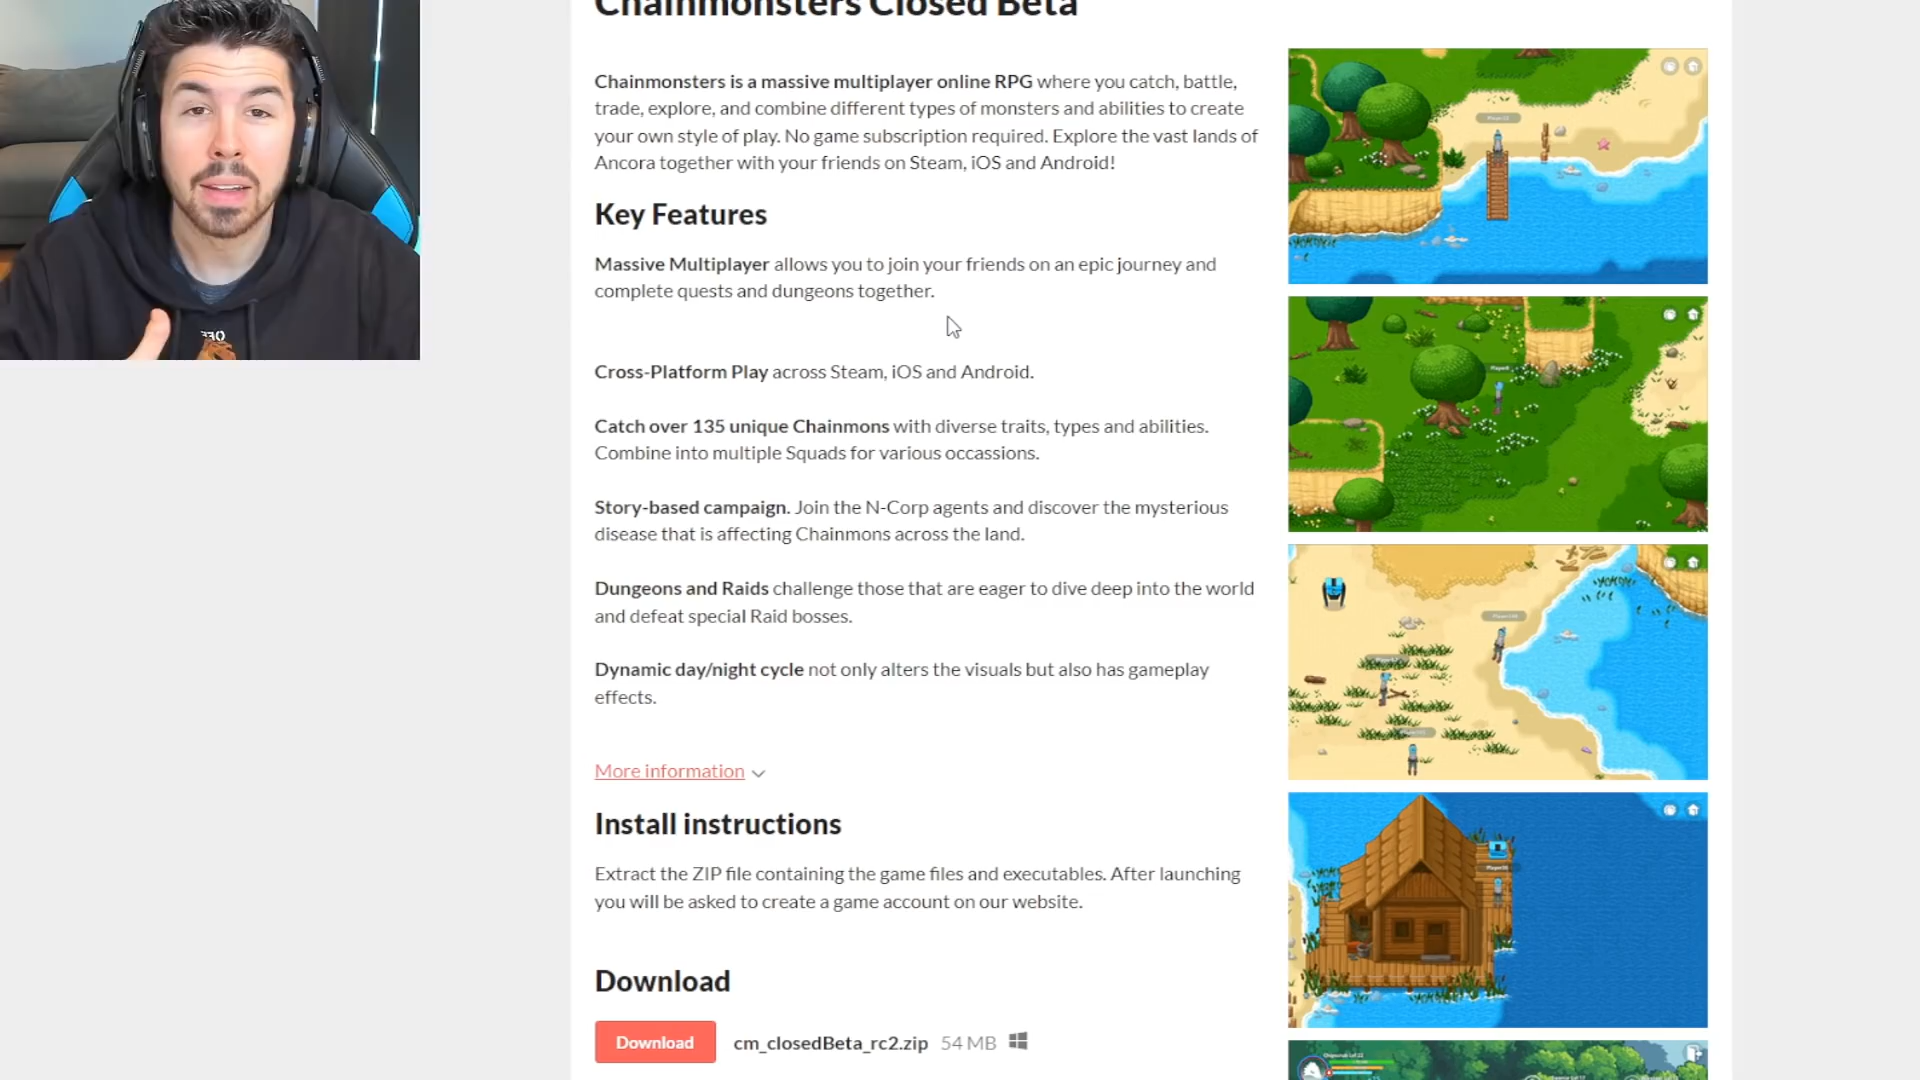 Chainmonsters Closed Beta
Chainmonsters is a massive multiplayer online RPG where you catch, battle,
trade, explore, and combine different types of monsters and abilities to create
your own style of play. No game subscription required. Explore the vast lands of
Ancora together with your friends on Steam, iOS and Android!
Key Features
Massive Multiplayer allows you to join your friends on an epic journey and
complete quests and dungeons together.
Cross-Platform Play across Steam, iOS and Android.
Catch over 135 unique Chainmons with diverse traits, types and abilities.
Combine into multiple Squads for various occassions.
Story-based campaign. Join the N-Corp agents and discover the mysterious
disease that is affecting Chainmons across the land.
Dungeons and Raids challenge those that are eager to dive deep into the world
and defeat special Raid bosses.
Dynamic day/night cycle not only alters the visuals but also has gameplay
effects.
More information
Install instructions
Extract the ZIP file containing the game files and executables. After launching
you will be asked to create a game account on our website.
Download
Download cm_closedBeta_rc2.zip 54 MB